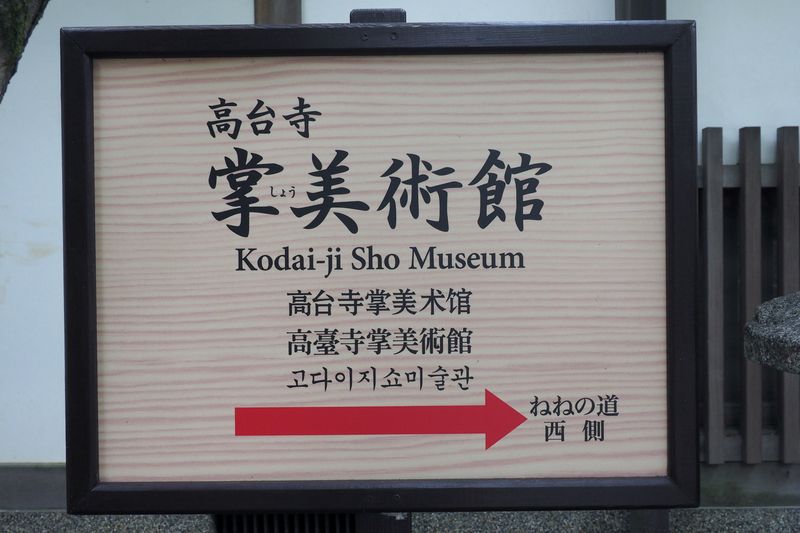 高台寺
掌美術館
しょう
Kodai-ji Sho Museum
高台寺掌美术馆
高臺寺掌美術館
고다이지쇼미술관
ねねの道
西側